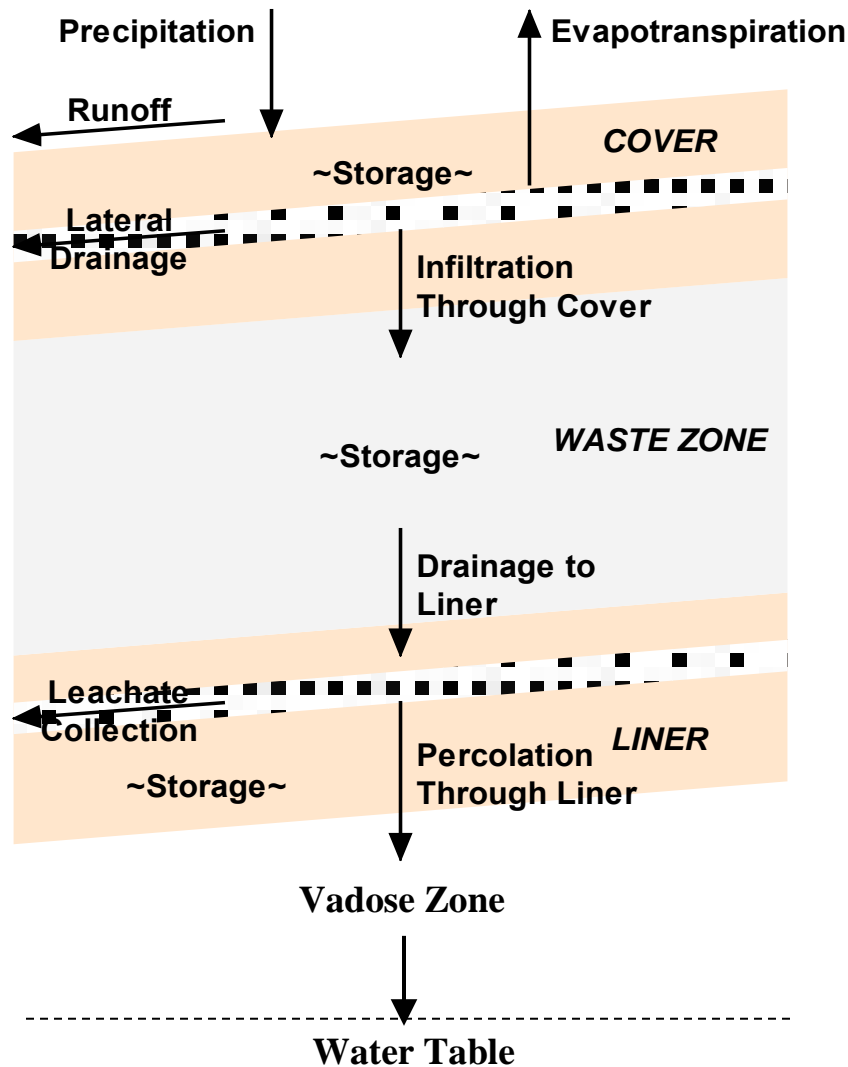 Precipitation
Evapotranspiration
Runoff
COVER
~Storage~
Lateral
Drainage
Infiltration
Through Cover
WASTE ZONE
~Storage~
Drainage to
Liner
Leachate
Collection
LINER
Percolation
Through Liner
~Storage~
Vadose Zone
Water Table